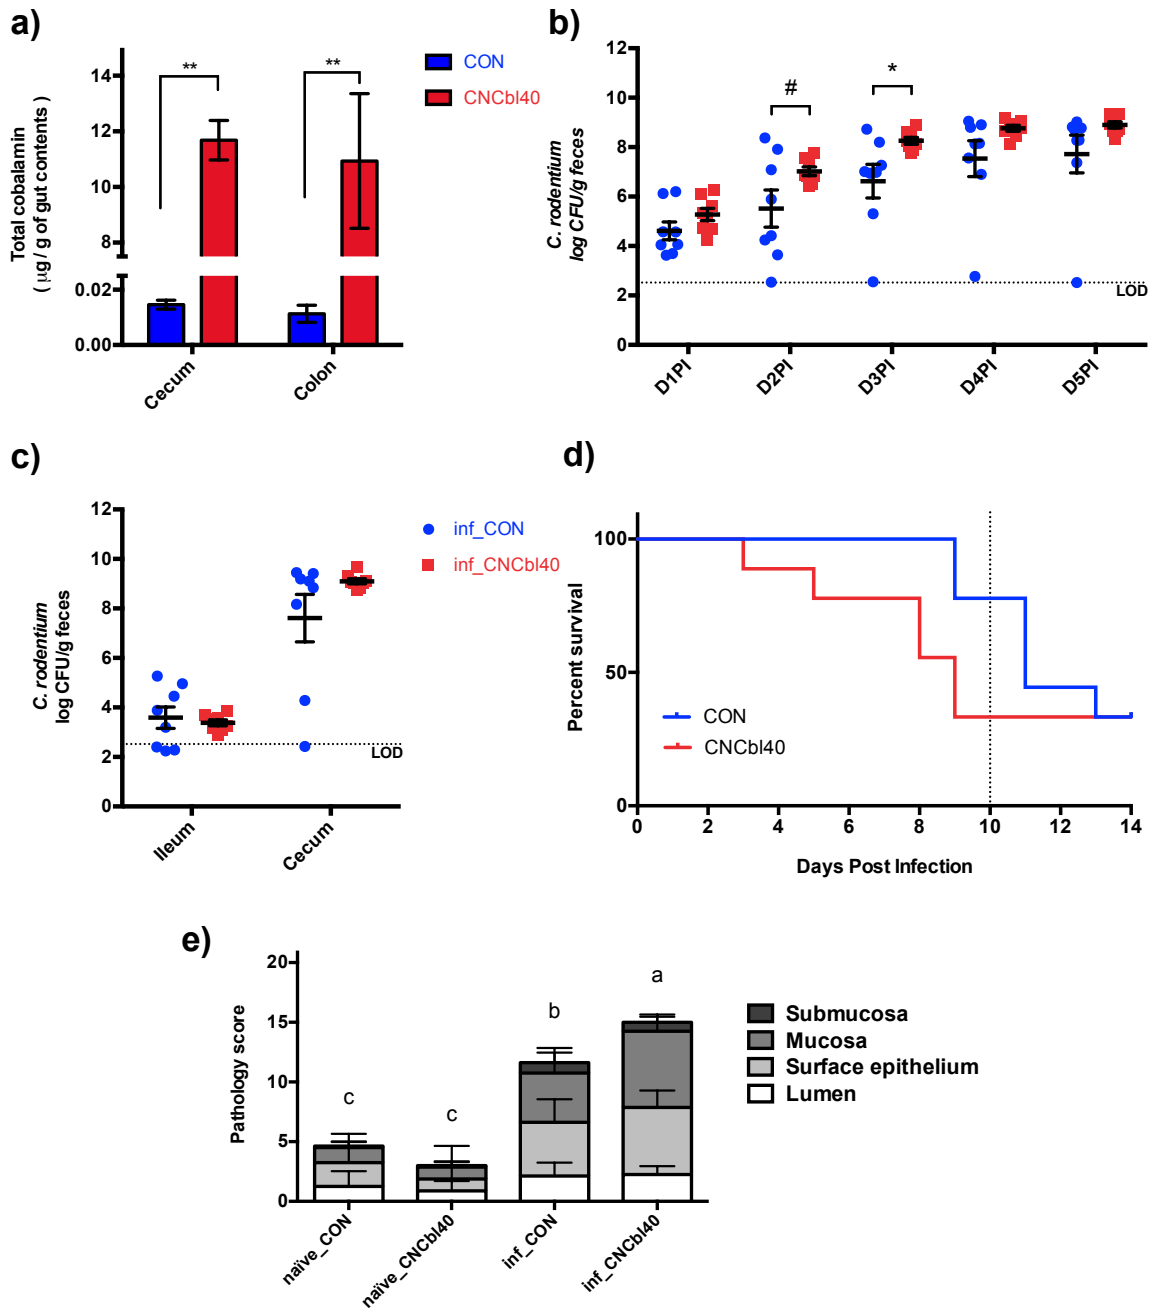 a)
Total cobalamin
( µg / g of gut contents )
14
12
10
8
0.02
0.00
**
**
Cecum
Colon
CON
CNCbl40
b)
C. rodentium
log CFU/g feces
12
10
8
6
4
2
0
#
*
LOD
D1PI
D2PI
D3PI
D4PI
D5PI
c)
C. rodentium
log CFU/g feces
12
10
8
6
4
2
0
LOD
Ileum
Cecum
inf_CON
inf_CNCbl40
d)
Percent survival
100
50
0
CON
CNCbl40
0 2 4 6 8 10 12 14
Days Post Infection
e)
Pathology score
20
15
10
5
0
c
c
b
a
naïve_CON
naïve_CNCbl40
inf_CON
inf_CNCbl40
Submucosa
Mucosa
Surface epithelium
Lumen